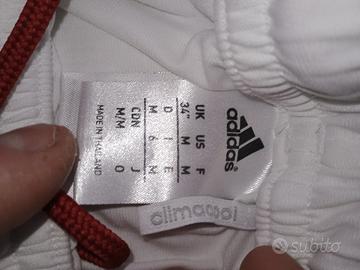 adidas
UK US F
34" M M
D I E
M 6 M
CDN J
M/M O
MADE IN THAILAND
climacool
subito